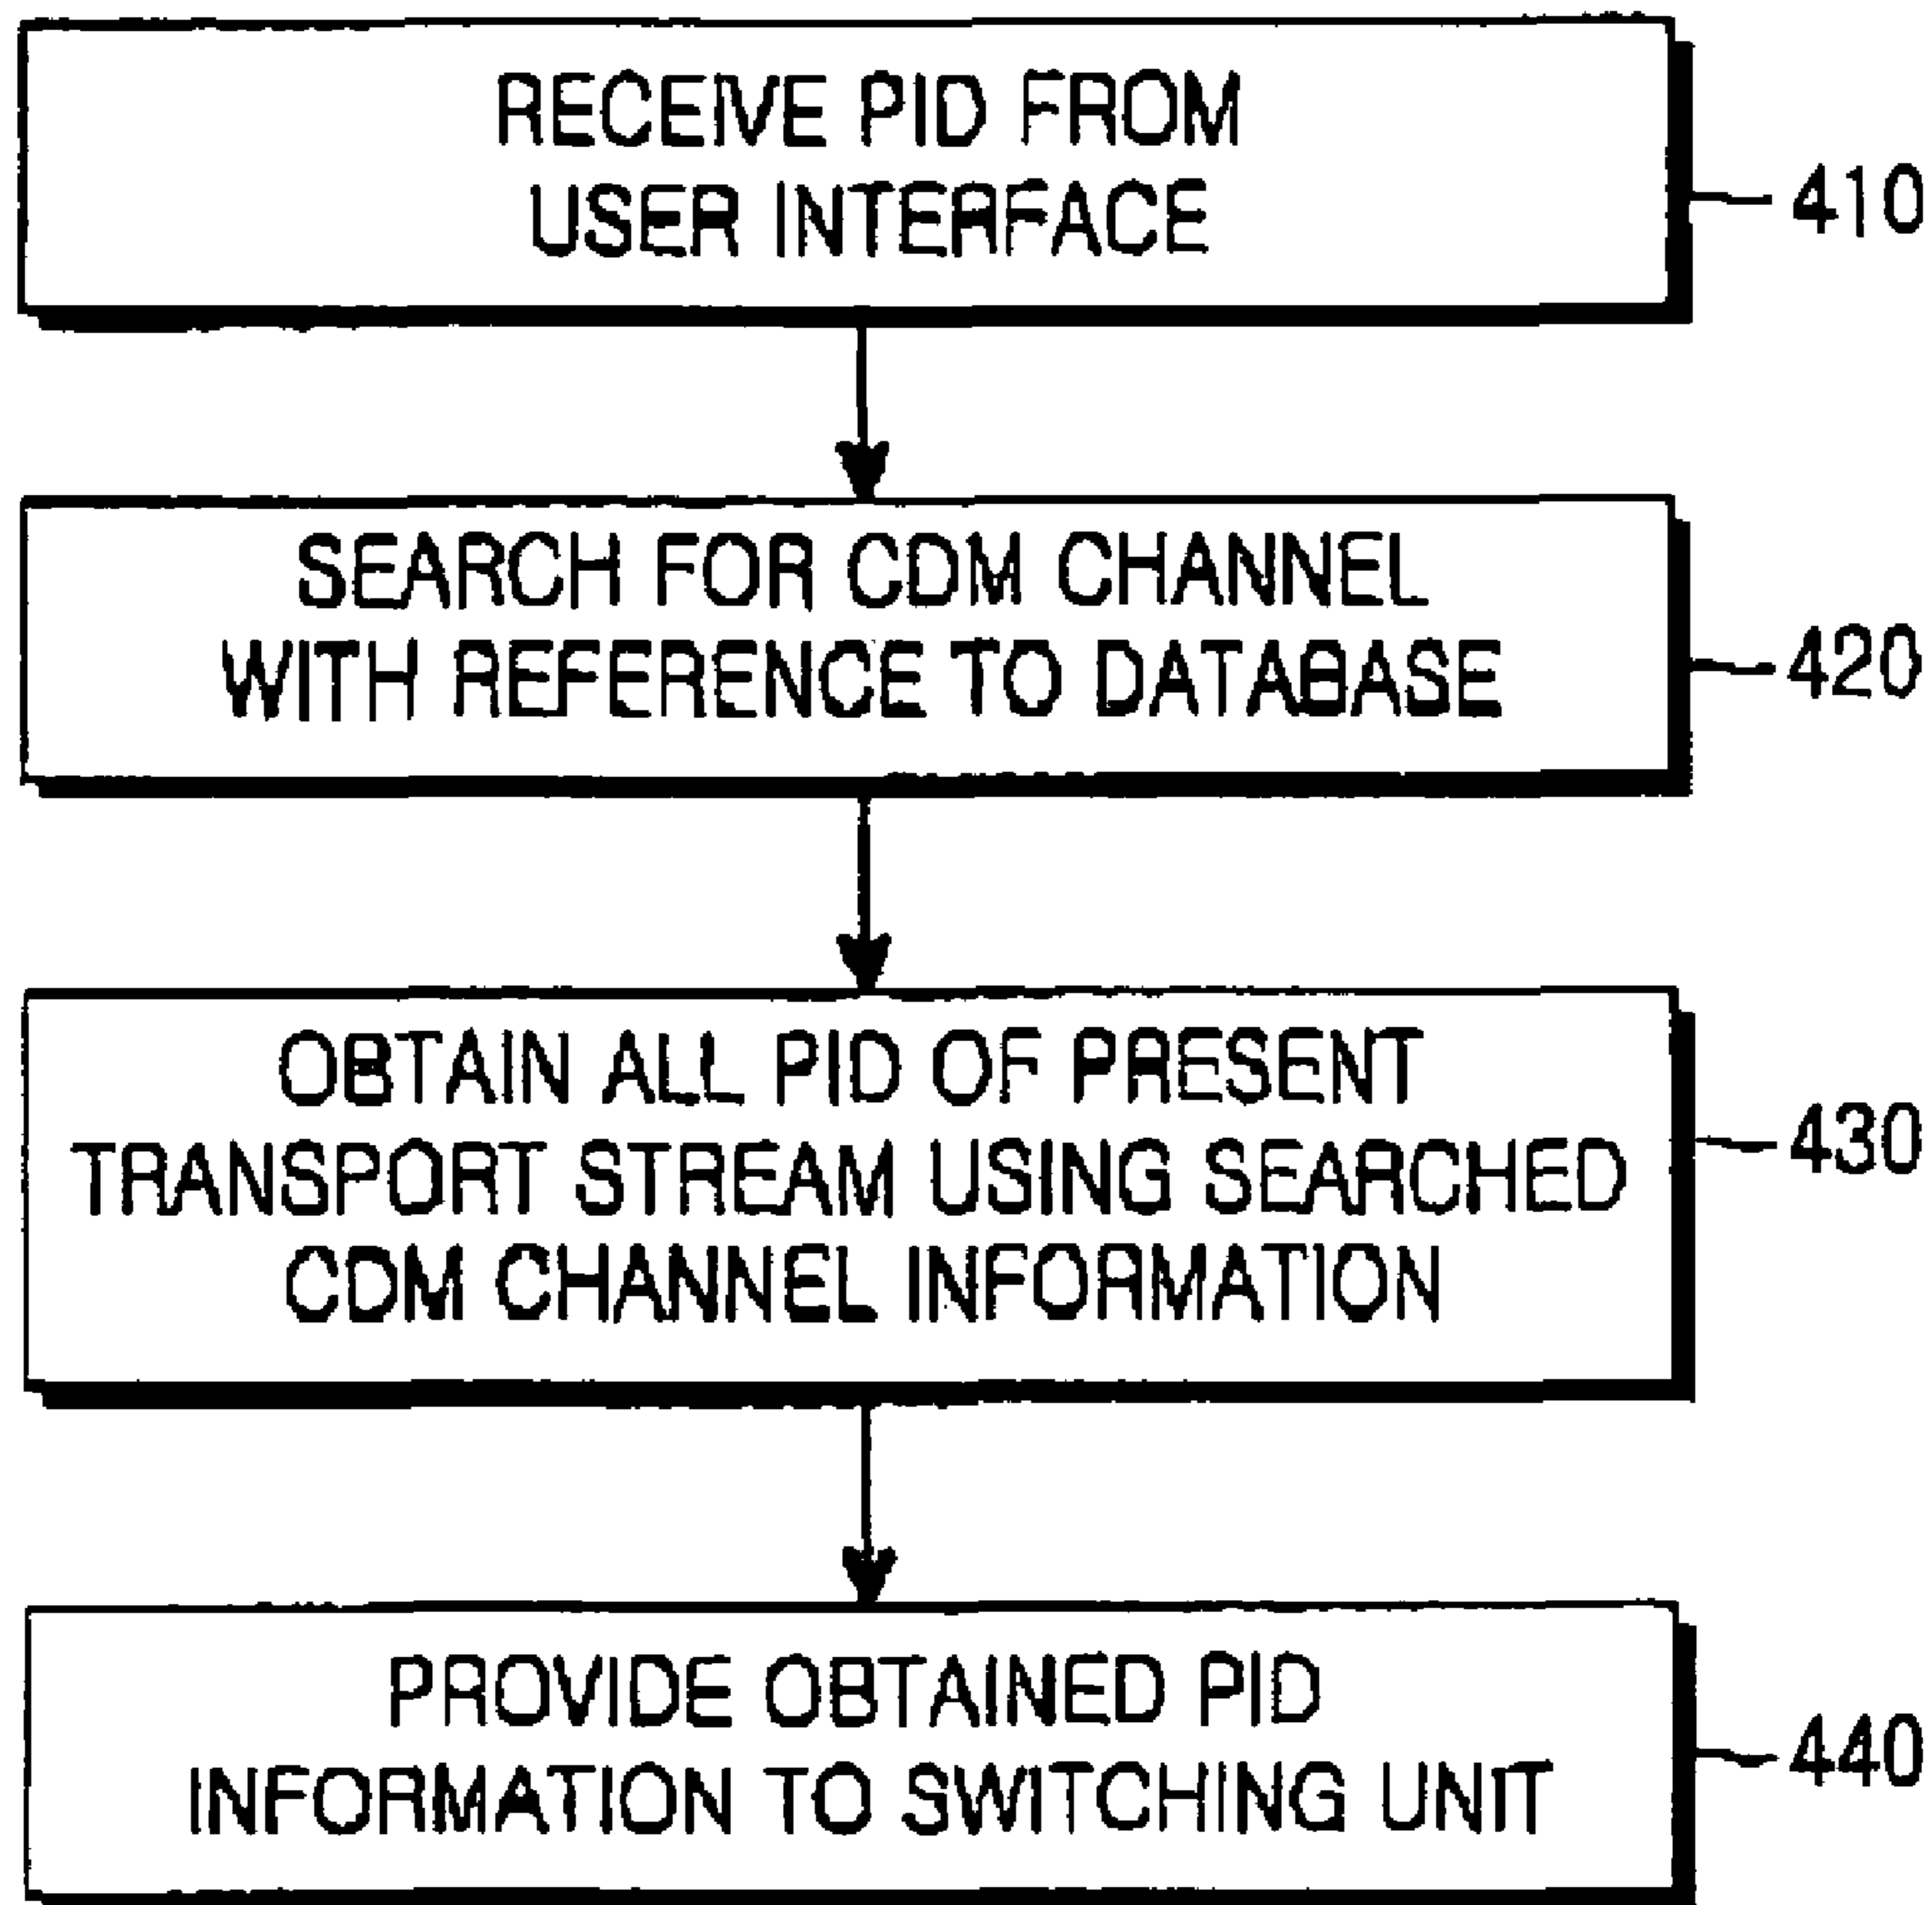 RECEIVE PID FROM
USER INTERFACE
410
SEARCH FOR CDM CHANNEL
WITH REFERENCE TO DATABASE
420
OBTAIN ALL PID OF PRESENT
TRANSPORT STREAM USING SEARCHED
CDM CHANNEL INFORMATION
430
PROVIDE OBTAINED PID
INFORMATION TO SWITCHING UNIT
440